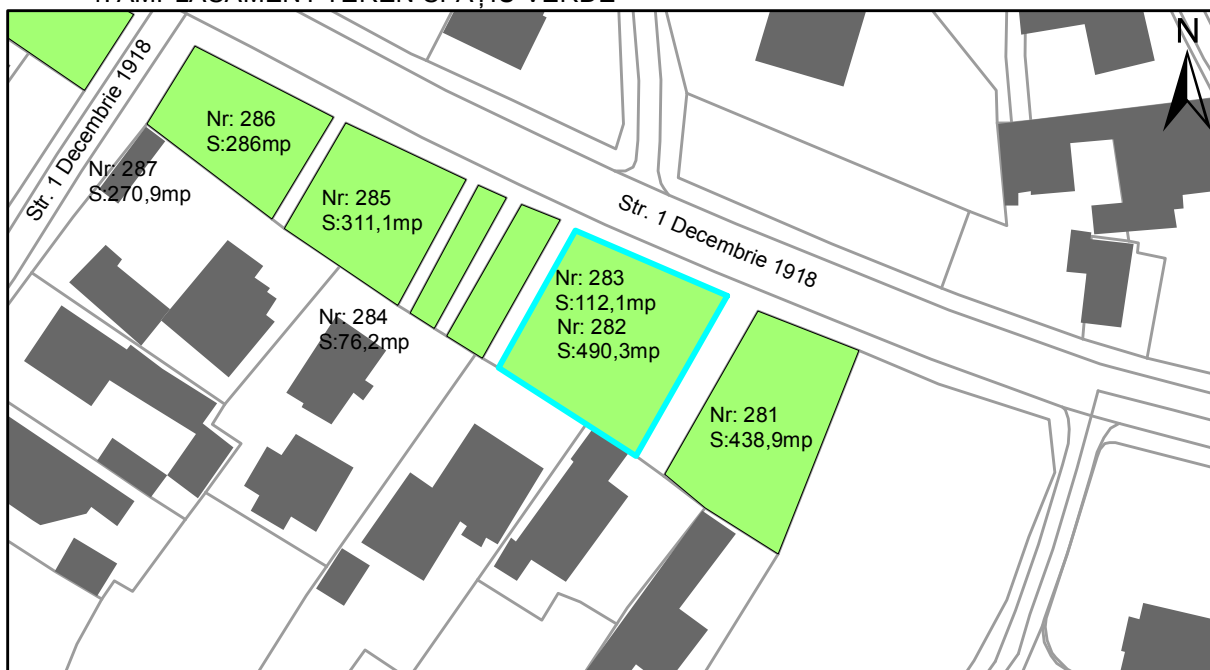 Str. 1 Decembrie 1918
N
Nr: 286
S:286mp
Nr: 287
S:270,9mp
Nr: 285
S:311,1mp
Str. 1 Decembrie 1918
Nr: 283
S:112,1mp
Nr: 282
S:490,3mp
Nr: 284
S:76,2mp
Nr: 281
S:438,9mp